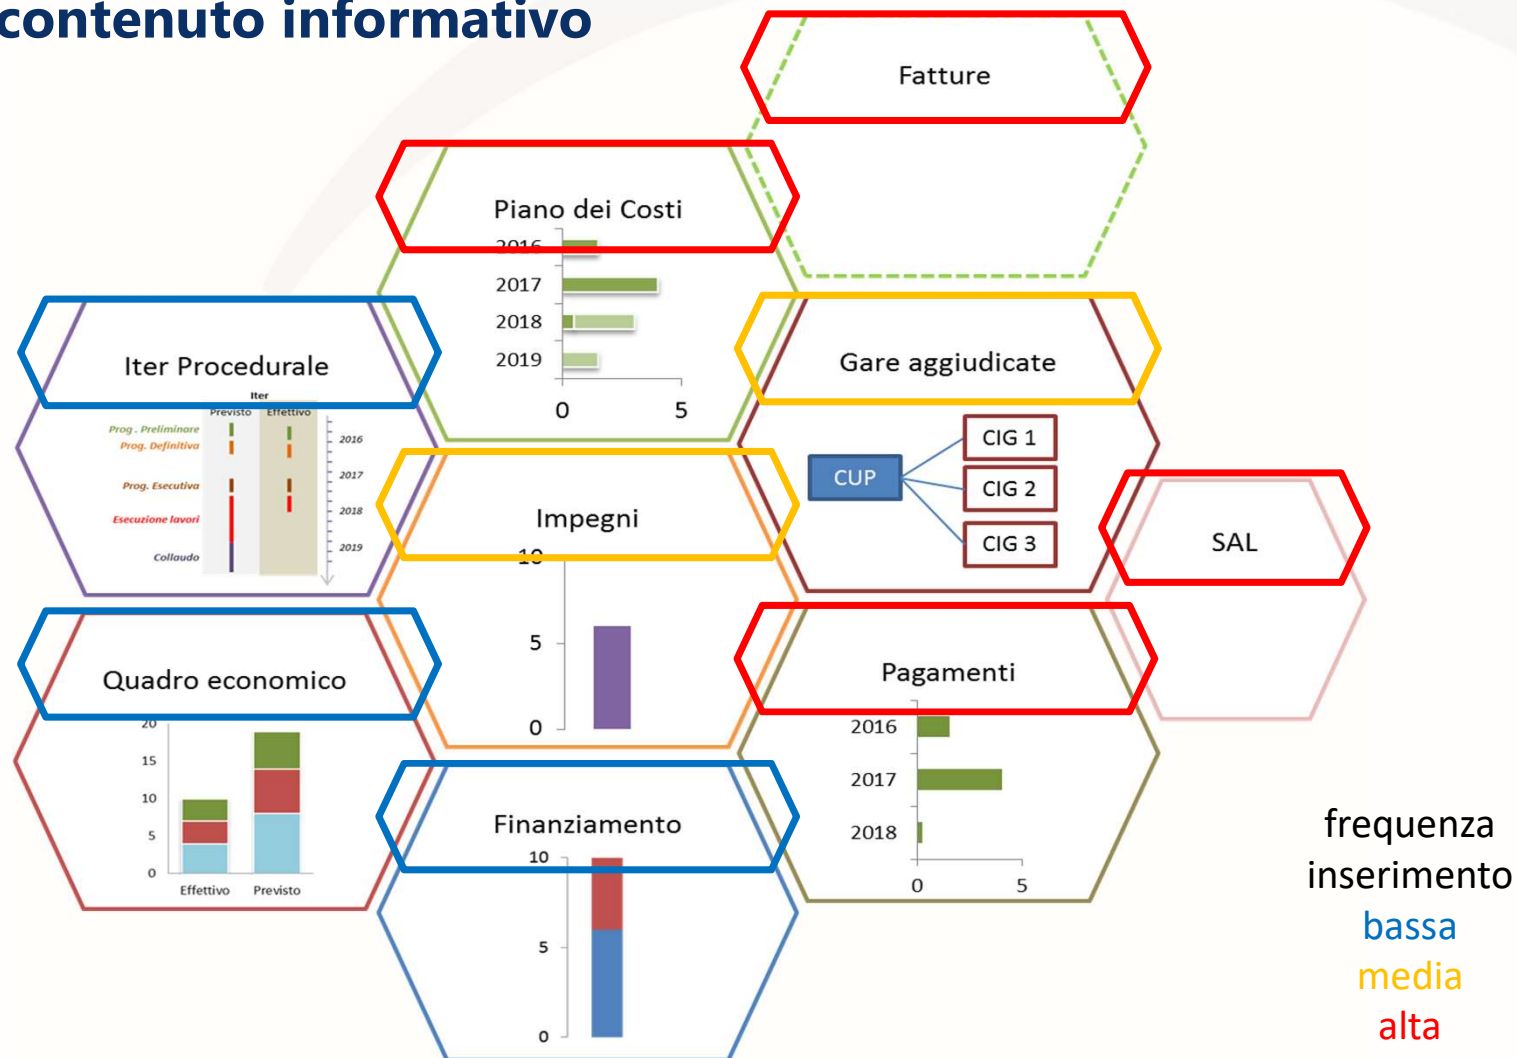 contenuto informativo
Fatture
Piano dei Costi
2016
2017
2018
2019
0 5
Iter Procedurale
Iter
Previsto Effettivo
Prog. Preliminare
Prog. Definitiva
Prog. Esecutiva
Esecuzione lavori
Collaudo
2016
2017
2018
2019
Gare aggiudicate
CUP
CIG 1
CIG 2
CIG 3
Impegni
10
5
0
SAL
Quadro economico
20
15
10
5
0
Effettivo Previsto
Pagamenti
2016
2017
2018
0 5
Finanziamento
10
5
0
frequenza
inserimento
bassa
media
alta